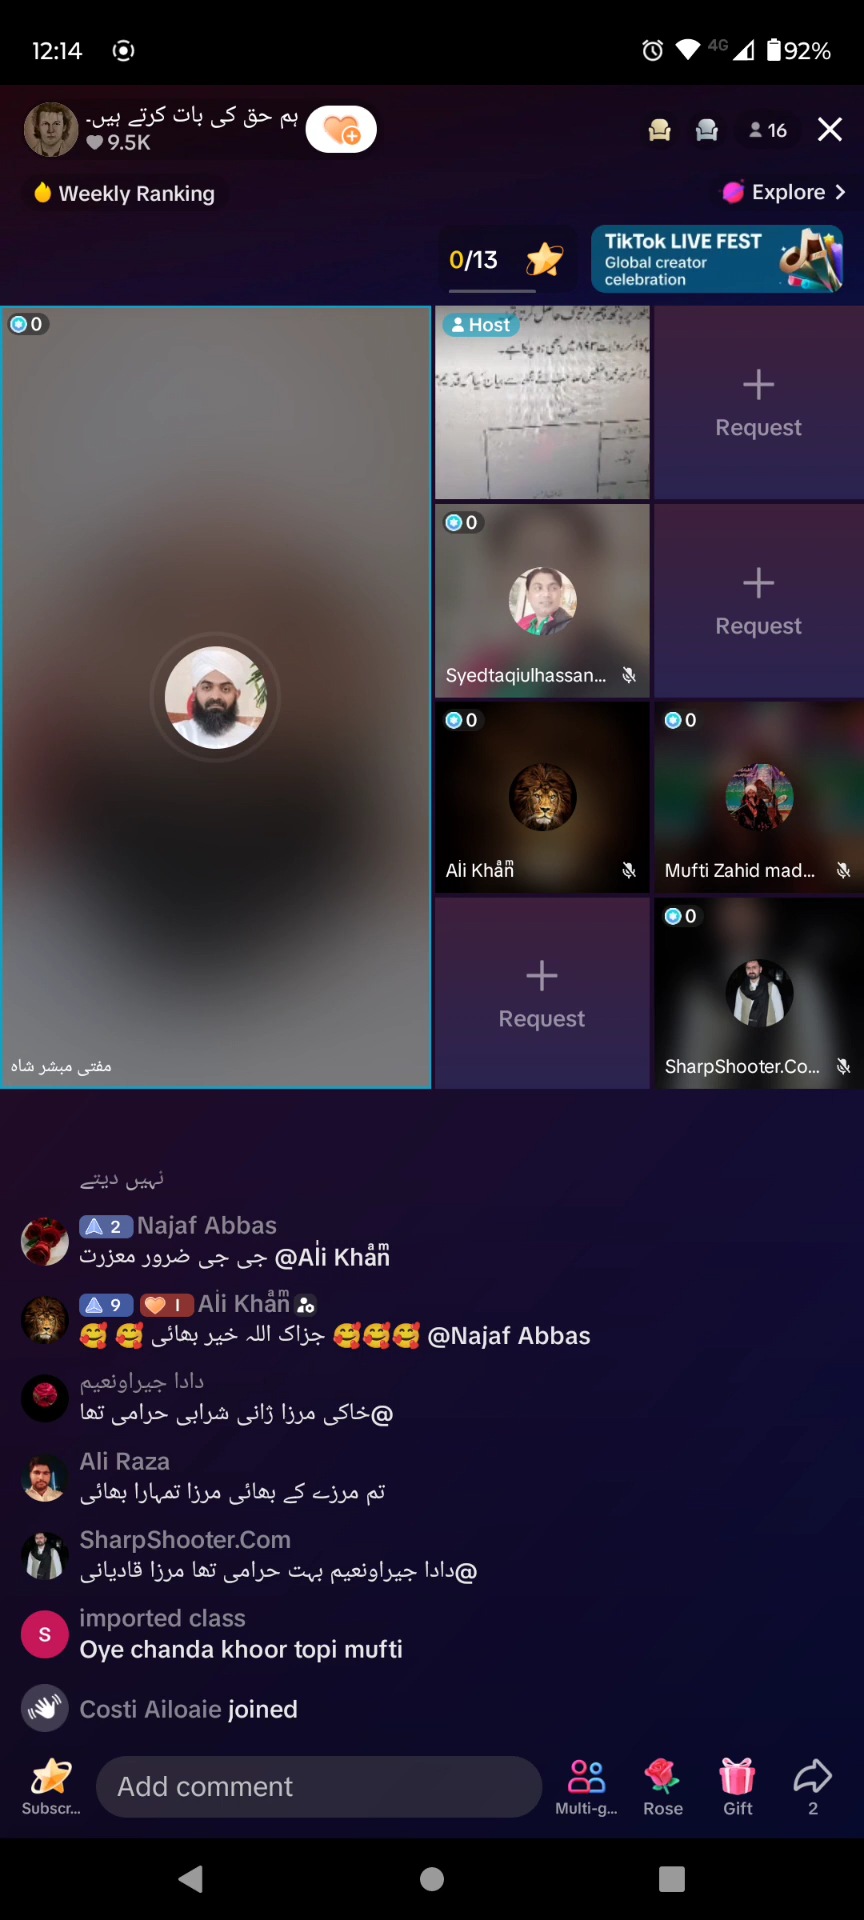 12:14
4G
92%
ہم حق کی بات کرتے ہیں۔
9.5K
16
Weekly Ranking
Explore
0/13
TikTok LIVE FEST
Global creator
celebration
0
Host
Request
0
Syedtaqiulhassan...
Request
0
Ali Khån
0
Mufti Zahid mad...
مفتی مبشر شاہ
Request
0
SharpShooter.Co...
نہیں دیتے
2 Najaf Abbas
جی جی ضرور معزرت @Ali Khån
9 I Ali Khån
🥰 🥰 جزاک اللہ خیر بھائی 🥰🥰🥰 @Najaf Abbas
دادا جیراونعیم
@خاکی مرزا ژانی شرابی حرامی تھا
Ali Raza
تم مرزے کے بھائی مرزا تمہارا بھائی
SharpShooter.Com
@دادا جیراونعیم بہت حرامی تھا مرزا قادیانی
S
imported class
Oye chanda khoor topi mufti
Costi Ailoaie joined
Subscr...
Add comment
Multi-g...
Rose
Gift
2